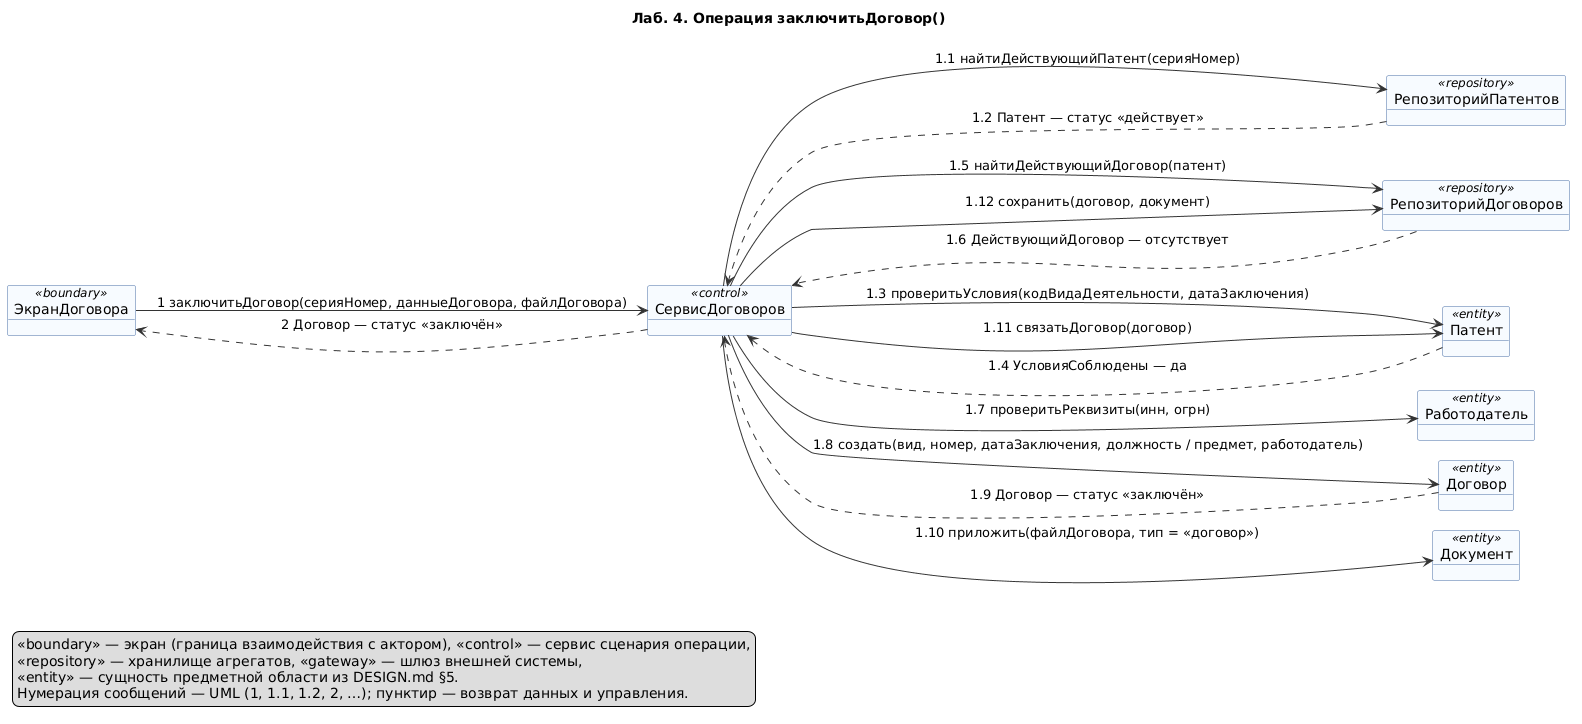 Лаб. 4. Операция заключитьДоговор()
1.1 найтиДействующийПатент(серияНомер)
«repository»
РепозиторийПатентов
1.2 Патент — статус «действует»
1.5 найтиДействующийДоговор(патент)
«repository»
РепозиторийДоговоров
1.12 сохранить(договор, документ)
1.6 ДействующийДоговор — отсутствует
«boundary»
ЭкранДоговора
1 заключитьДоговор(серияНомер, данныеДоговора, файлДоговора)
2 Договор — статус «заключён»
«control»
СервисДоговоров
1.3 проверитьУсловия(кодВидаДеятельности, датаЗаключения)
«entity»
Патент
1.11 связатьДоговор(договор)
1.4 УсловияСоблюдены — да
1.7 проверитьРеквизиты(инн, огрн)
«entity»
Работодатель
1.8 создать(вид, номер, датаЗаключения, должность / предмет, работодатель)
«entity»
Договор
1.9 Договор — статус «заключён»
1.10 приложить(файлДоговора, тип = «договор»)
«entity»
Документ
«boundary» — экран (граница взаимодействия с актором), «control» — сервис сценария операции,
«repository» — хранилище агрегатов, «gateway» — шлюз внешней системы,
«entity» — сущность предметной области из DESIGN.md §5.
Нумерация сообщений — UML (1, 1.1, 1.2, 2, …); пунктир — возврат данных и управления.